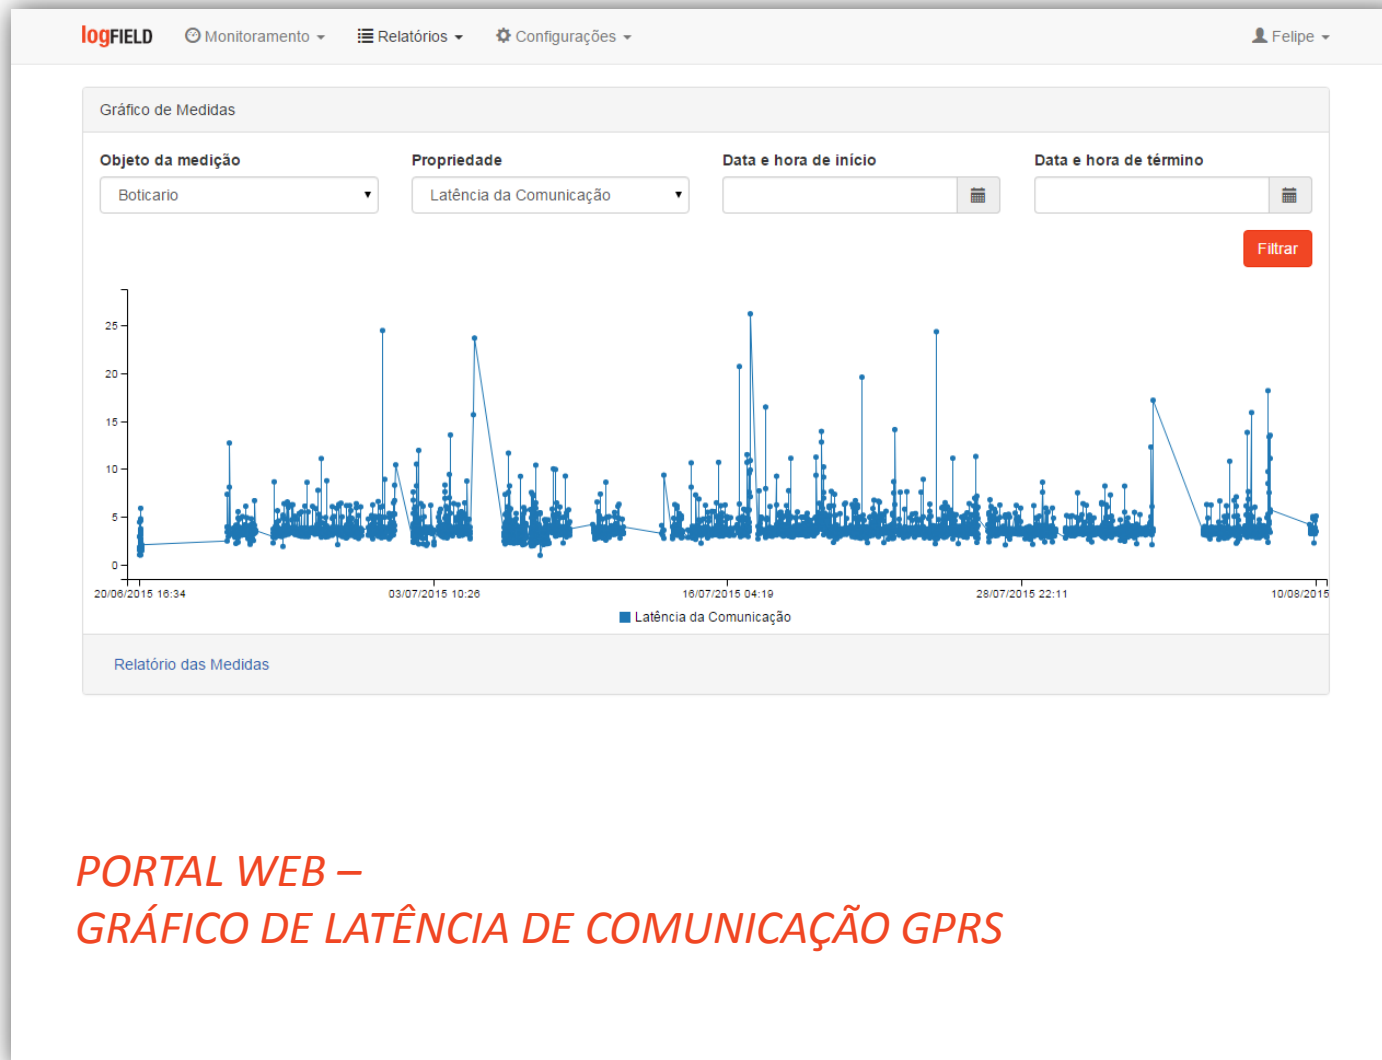 logFIELD Monitoramento Relatórios Configurações Felipe
Gráfico de Medidas
Objeto da medição Propriedade Data e hora de início Data e hora de término
Boticario Latência da Comunicação
Filtrar
25
20
15
10
5
0
20/06/2015 16:34 03/07/2015 10:26 16/07/2015 04:19 28/07/2015 22:11 10/08/2015
Latência da Comunicação
Relatório das Medidas
PORTAL WEB –
GRÁFICO DE LATÊNCIA DE COMUNICAÇÃO GPRS